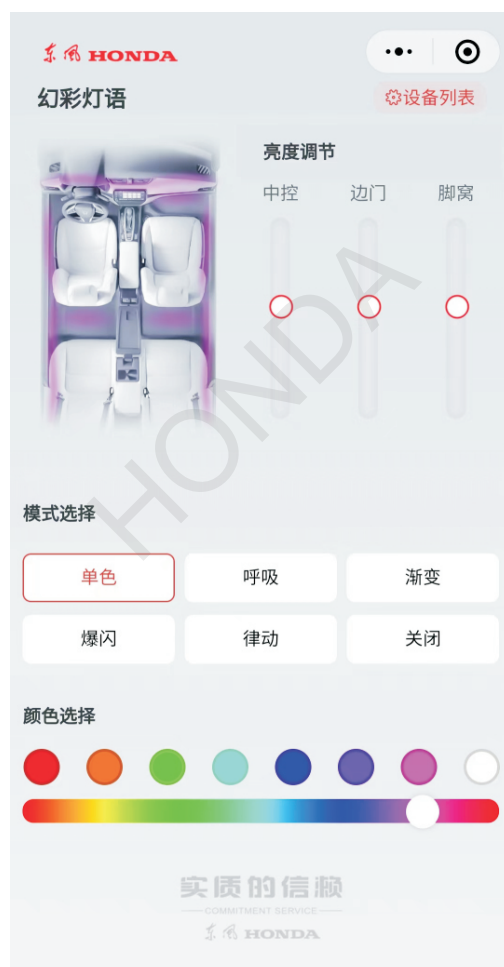 东风 HONDA
幻彩灯语
设备列表
亮度调节
中控 边门 脚窝
HONDA
模式选择
单色 呼吸 渐变
爆闪 律动 关闭
颜色选择
实质的信赖
COMMITMENT SERVICE
东风 HONDA